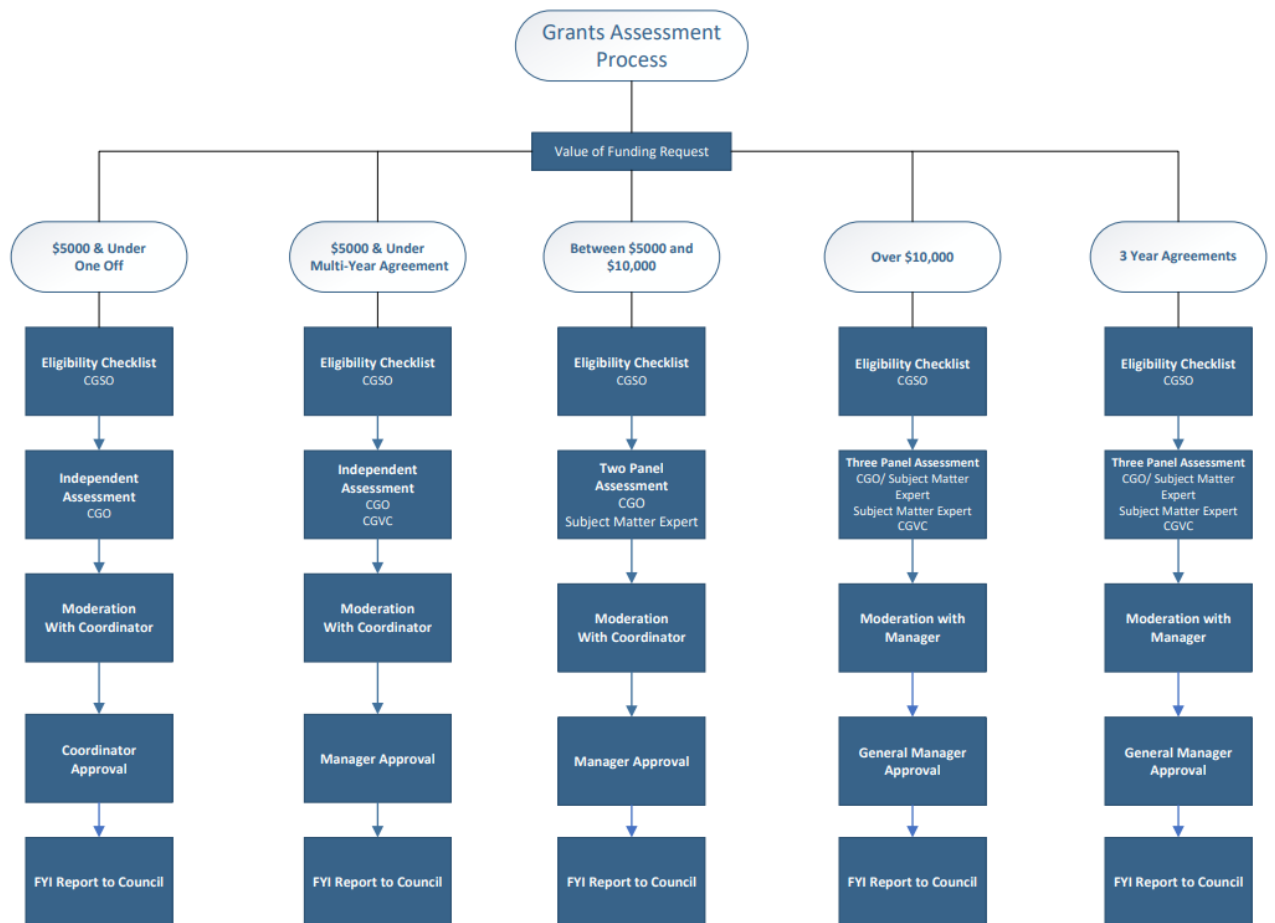 Grants Assessment
Process
Value of Funding Request
$5000 & Under
One Off
$5000 & Under
Multi-Year Agreement
Between $5000 and
$10,000
Over $10,000
3 Year Agreements
Eligibility Checklist
CGSO
Eligibility Checklist
CGSO
Eligibility Checklist
CGSO
Eligibility Checklist
CGSO
Eligibility Checklist
CGSO
Independent
Assessment
CGO
Independent
Assessment
CGO
CGVC
Two Panel
Assessment
CGO
Subject Matter Expert
Three Panel Assessment
CGO/ Subject Matter
Expert
Subject Matter Expert
CGVC
Three Panel Assessment
CGO/ Subject Matter
Expert
Subject Matter Expert
CGVC
Moderation
With Coordinator
Moderation
With Coordinator
Moderation
With Coordinator
Moderation with
Manager
Moderation with
Manager
Coordinator
Approval
Manager Approval
Manager Approval
General Manager
Approval
General Manager
Approval
FYI Report to Council
FYI Report to Council
FYI Report to Council
FYI Report to Council
FYI Report to Council